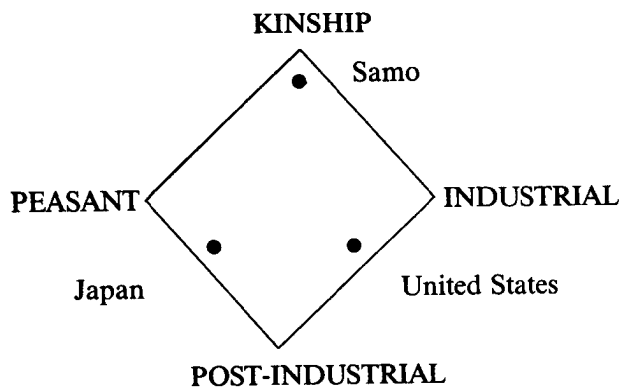 KINSHIP
Samo
PEASANT
INDUSTRIAL
Japan
United States
POST-INDUSTRIAL